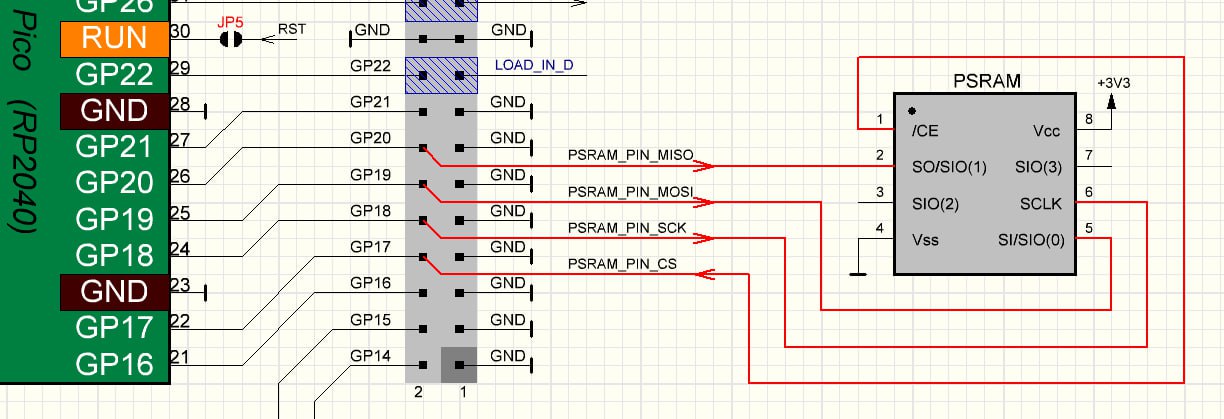 Pico (RP2040)
GP26
RUN
GP22
GND
GP21
GP20
GP19
GP18
GND
GP17
GP16
30
29
28
27
26
25
24
23
22
21
JP5
RST
GND
GP22
GP21
GP20
GP19
GP18
GP17
GP16
GP15
GP14
2
1
GND
LOAD_IN_D
GND
GND
GND
GND
GND
GND
GND
GND
PSRAM_PIN_MISO
PSRAM_PIN_MOSI
PSRAM_PIN_SCK
PSRAM_PIN_CS
PSRAM
+3V3
1
/CE
Vcc
8
2
SO/SIO(1)
SIO(3)
7
3
SIO(2)
SCLK
6
4
Vss
SI/SIO(0)
5